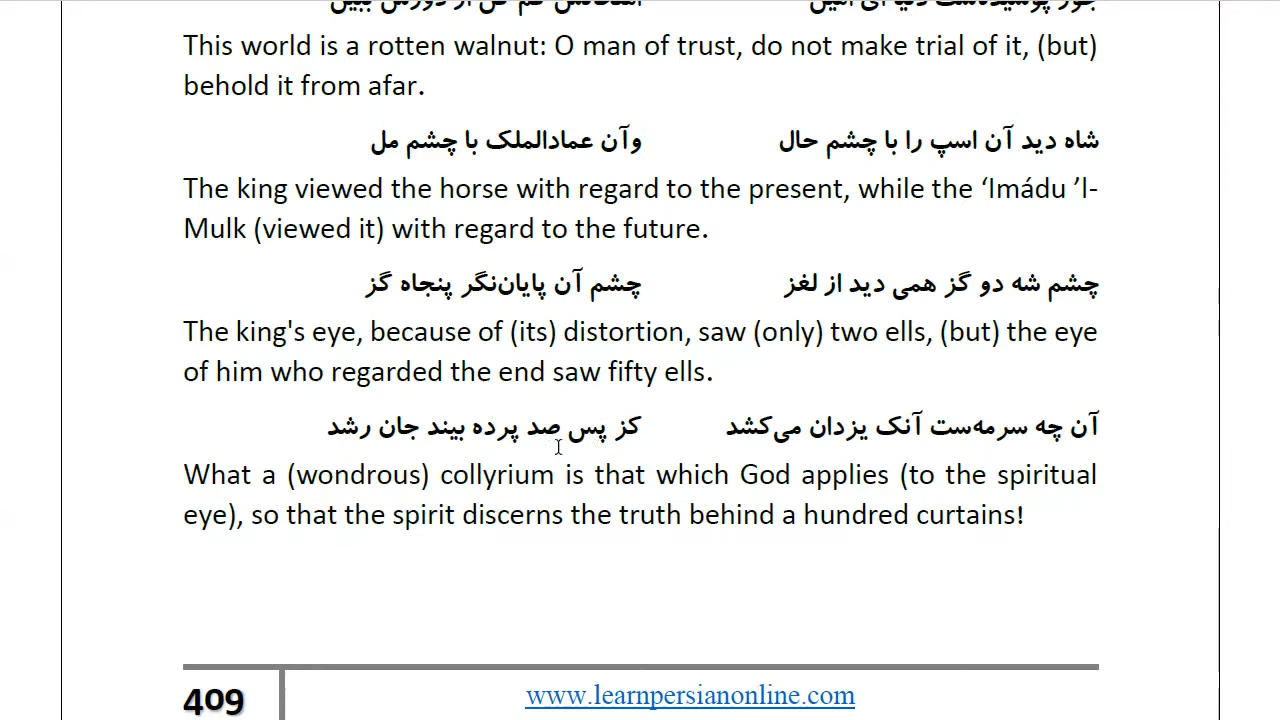 This world is a rotten walnut: O man of trust, do not make trial of it, (but)
behold it from afar.
شاه دید آن اسپ را با چشم حال وآن عمادالملک با چشم مل
The king viewed the horse with regard to the present, while the ‘Imádu ’l-
Mulk (viewed it) with regard to the future.
چشم شه دو گز همی دید از لغز چشم آن پایان‌نگر پنجاه گز
The king's eye, because of (its) distortion, saw (only) two ells, (but) the eye
of him who regarded the end saw fifty ells.
آن چه سرمه‌ست آنک یزدان می‌کشد کز پس صد پرده بیند جان رشد
What a (wondrous) collyrium is that which God applies (to the spiritual
eye), so that the spirit discerns the truth behind a hundred curtains!
409 www.learnpersianonline.com